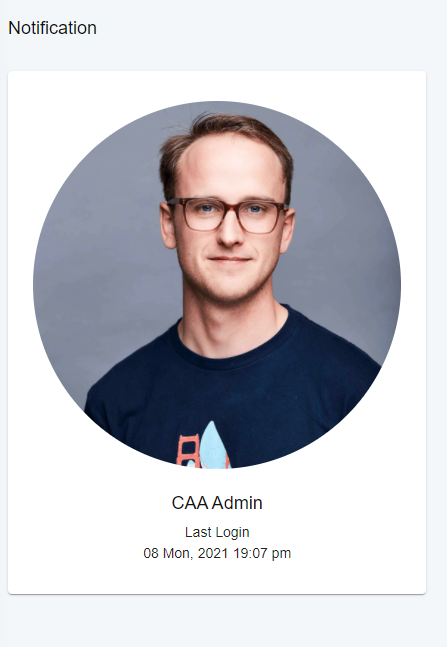 Notification
CAA Admin
Last Login
08 Mon, 2021 19:07 pm